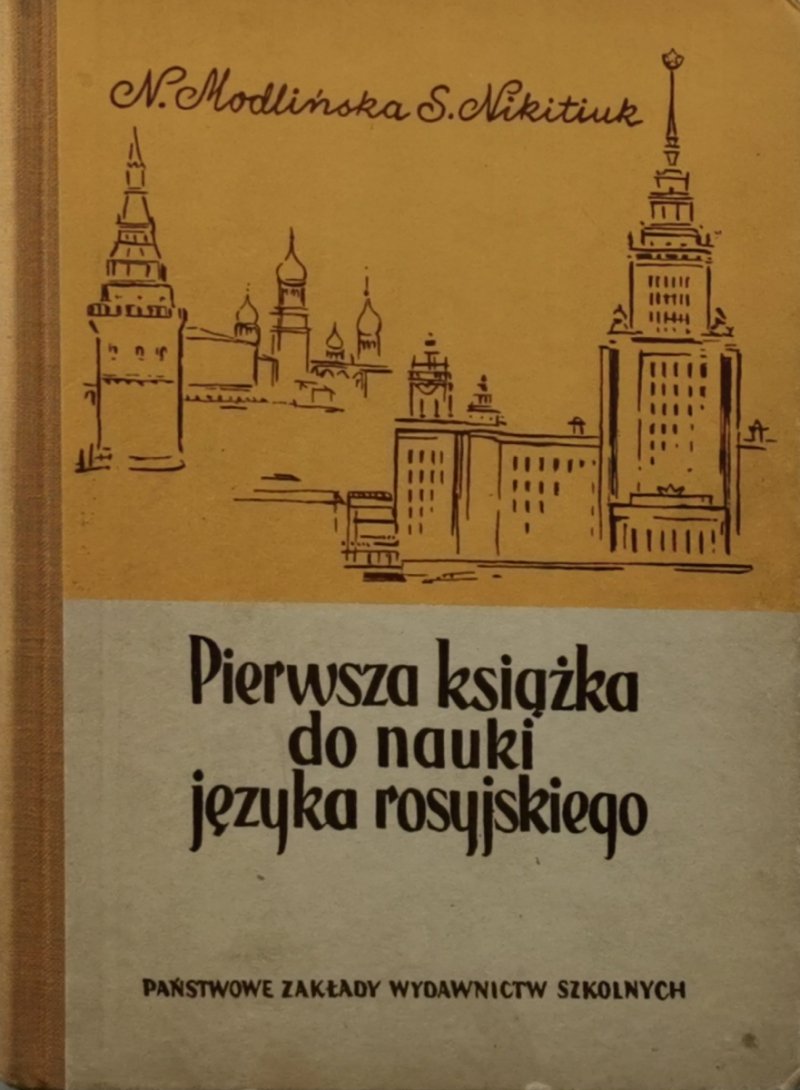 N. Modlińska S. Nikitiuk
Pierwsza książka
do nauki
języka rosyjskiego
PAŃSTWOWE ZAKŁADY WYDAWNICTW SZKOLNYCH